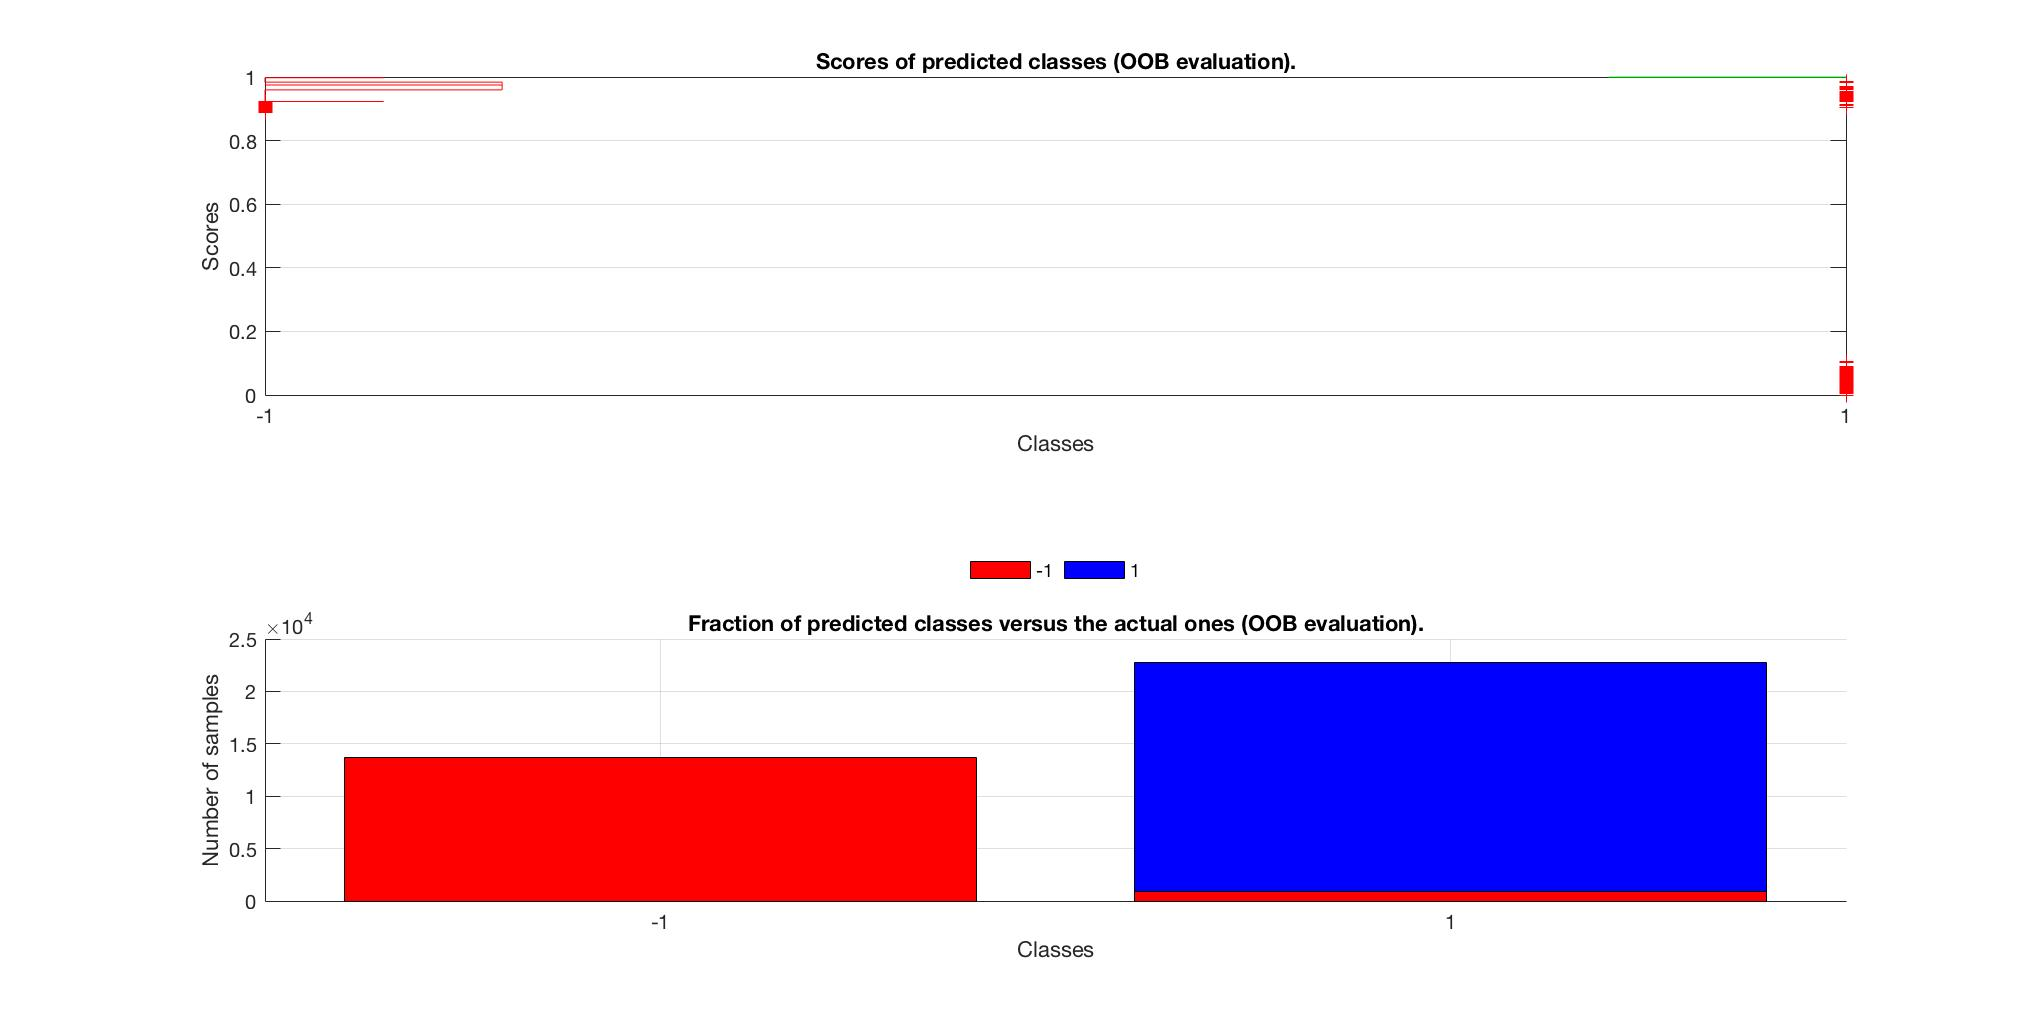 Scores of predicted classes (OOB evaluation).
1
0.8
0.6
0.4
0.2
0
Scores
-1 1
Classes
-1 1
Fraction of predicted classes versus the actual ones (OOB evaluation).
×10^4
2.5
2
1.5
1
0.5
0
Number of samples
-1 1
Classes